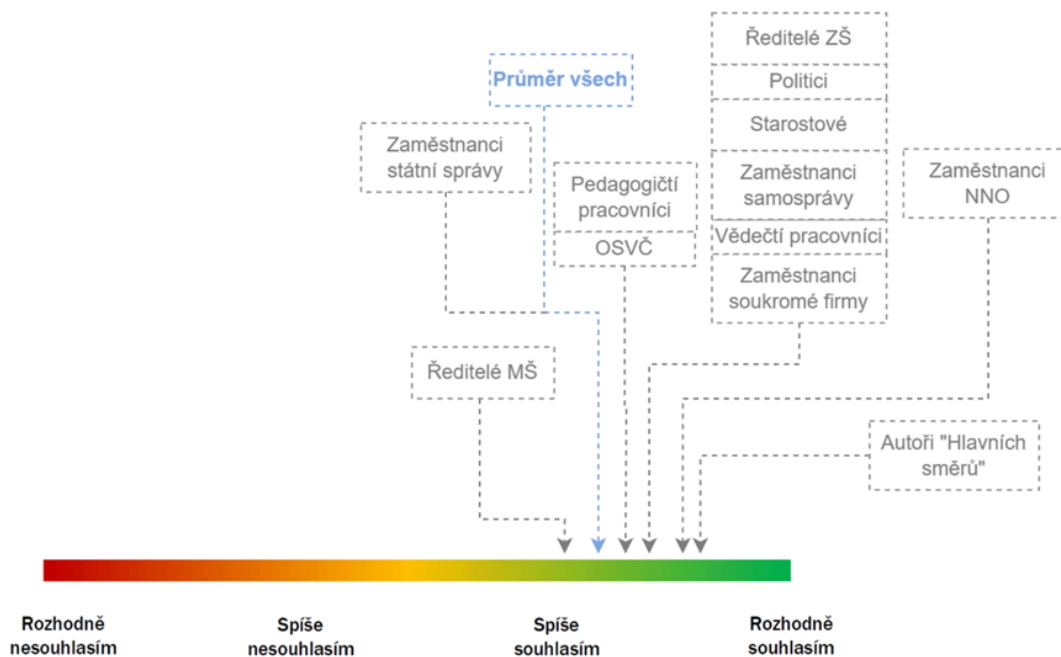 Ředitelé ZŠ
Průměr všech
Politici
Starostové
Zaměstnanci
státní správy
Zaměstnanci
NNO
Pedagogičtí
pracovníci
Zaměstnanci
samosprávy
OSVČ
Vědečtí pracovníci
Zaměstnanci
soukromé firmy
Ředitelé MŠ
Autoři "Hlavních
směrů"
Rozhodně
nesouhlasím
Spíše
nesouhlasím
Spíše
souhlasím
Rozhodně
souhlasím